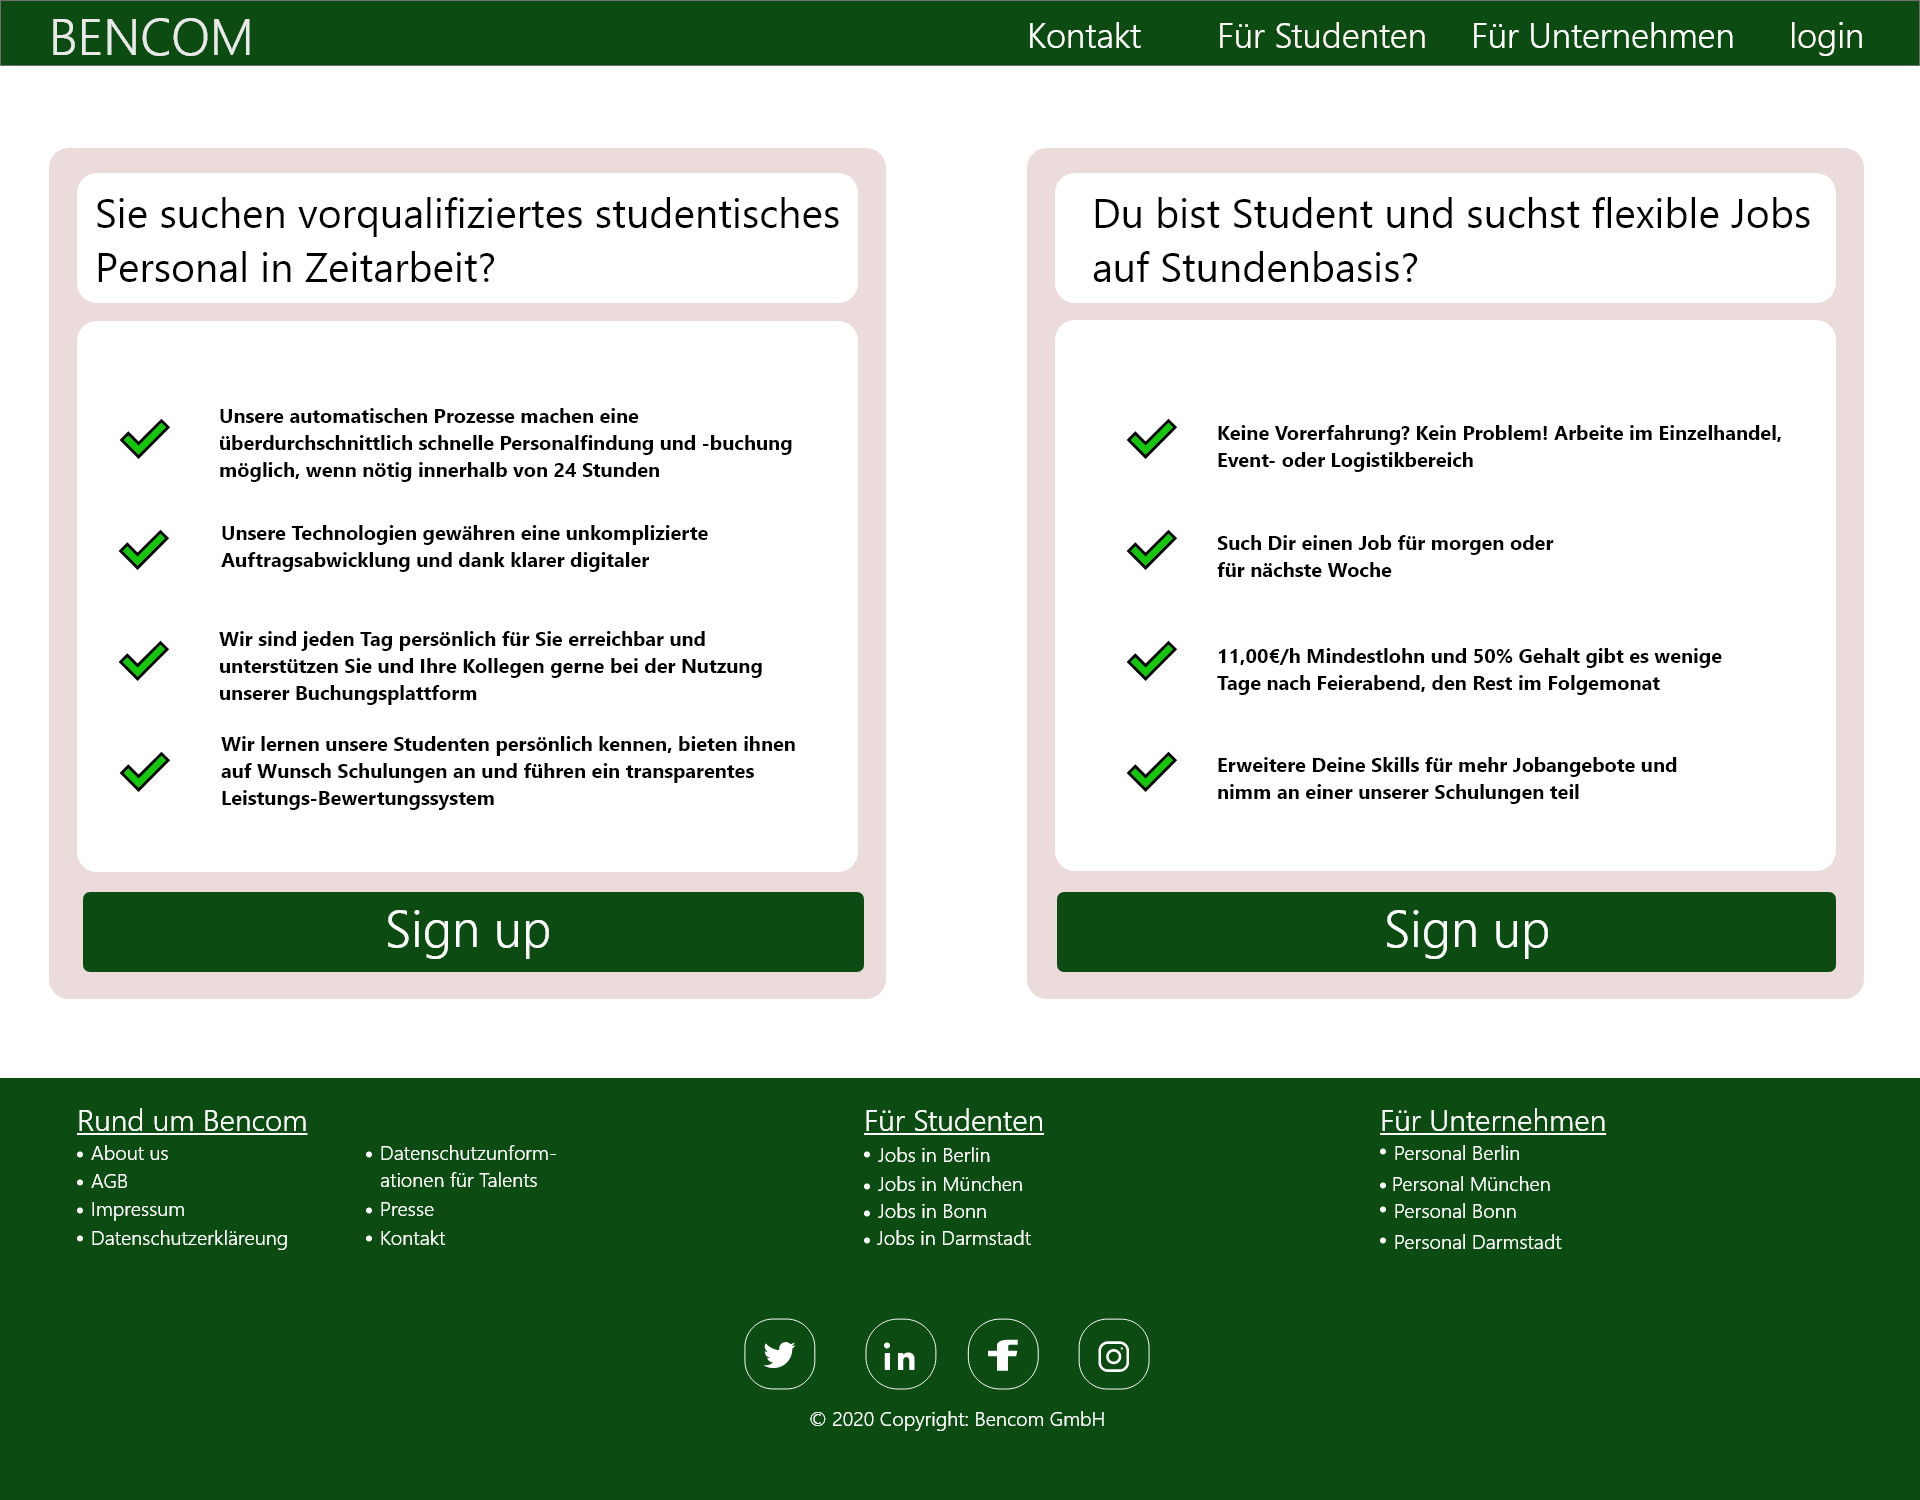 BENCOM
Kontakt
Für Studenten
Für Unternehmen
login
Sie suchen vorqualifiziertes studentisches
Personal in Zeitarbeit?
Unsere automatischen Prozesse machen eine
überdurchschnittlich schnelle Personalfindung und -buchung
möglich, wenn nötig innerhalb von 24 Stunden
Unsere Technologien gewähren eine unkomplizierte
Auftragsabwicklung und dank klarer digitaler
Wir sind jeden Tag persönlich für Sie erreichbar und
unterstützen Sie und Ihre Kollegen gerne bei der Nutzung
unserer Buchungsplattform
Wir lernen unsere Studenten persönlich kennen, bieten ihnen
auf Wunsch Schulungen an und führen ein transparentes
Leistungs-Bewertungssystem
Sign up
Du bist Student und suchst flexible Jobs
auf Stundenbasis?
Keine Vorerfahrung? Kein Problem! Arbeite im Einzelhandel,
Event- oder Logistikbereich
Such Dir einen Job für morgen oder
für nächste Woche
11,00€/h Mindestlohn und 50% Gehalt gibt es wenige
Tage nach Feierabend, den Rest im Folgemonat
Erweitere Deine Skills für mehr Jobangebote und
nimm an einer unserer Schulungen teil
Sign up
Rund um Bencom
• About us
• AGB
• Impressum
• Datenschutzerkläreung
• Datenschutzunform-
ationen für Talents
• Presse
• Kontakt
Für Studenten
• Jobs in Berlin
• Jobs in München
• Jobs in Bonn
• Jobs in Darmstadt
Für Unternehmen
• Personal Berlin
• Personal München
• Personal Bonn
• Personal Darmstadt
© 2020 Copyright: Bencom GmbH